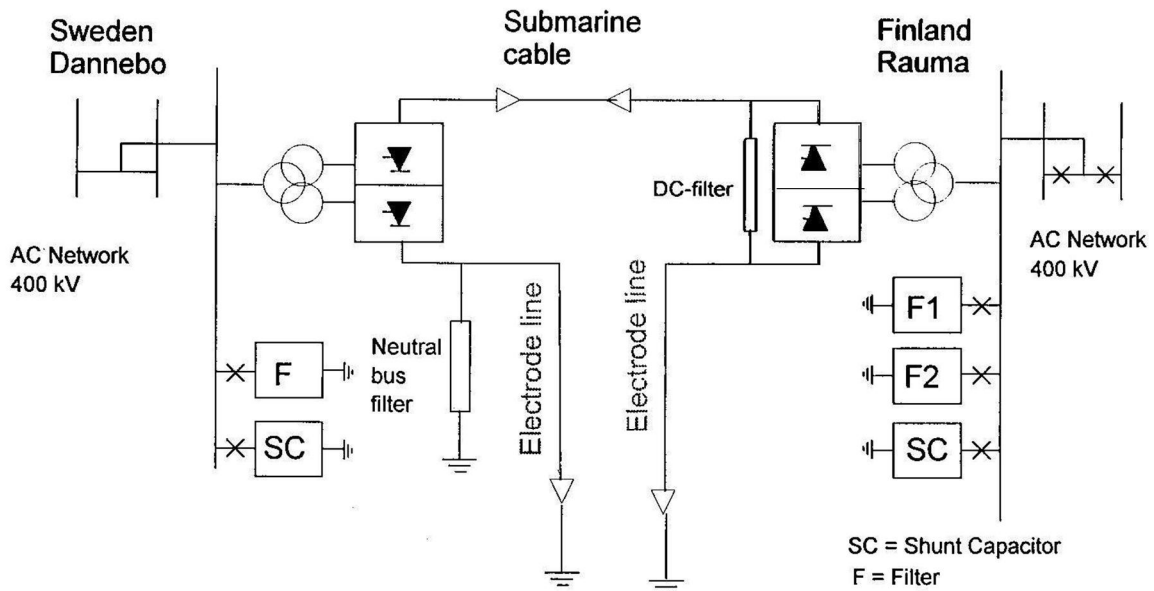 Sweden
Dannebo
Submarine
cable
Finland
Rauma
AC Network
400 kV
DC-filter
AC Network
400 kV
F
SC
Neutral
bus
filter
Electrode line
Electrode line
F1
F2
SC
SC = Shunt Capacitor
F = Filter